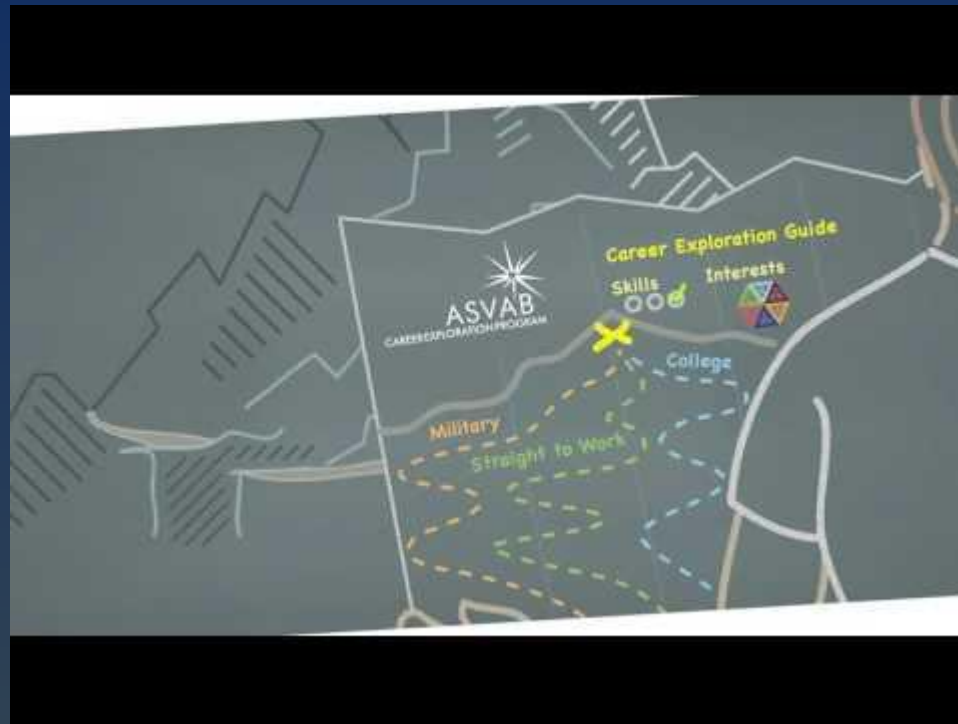 Career Exploration Guide
Skills
Interests
ASVAB
CAREER EXPLORATION PROGRAM
College
Military
Straight to Work